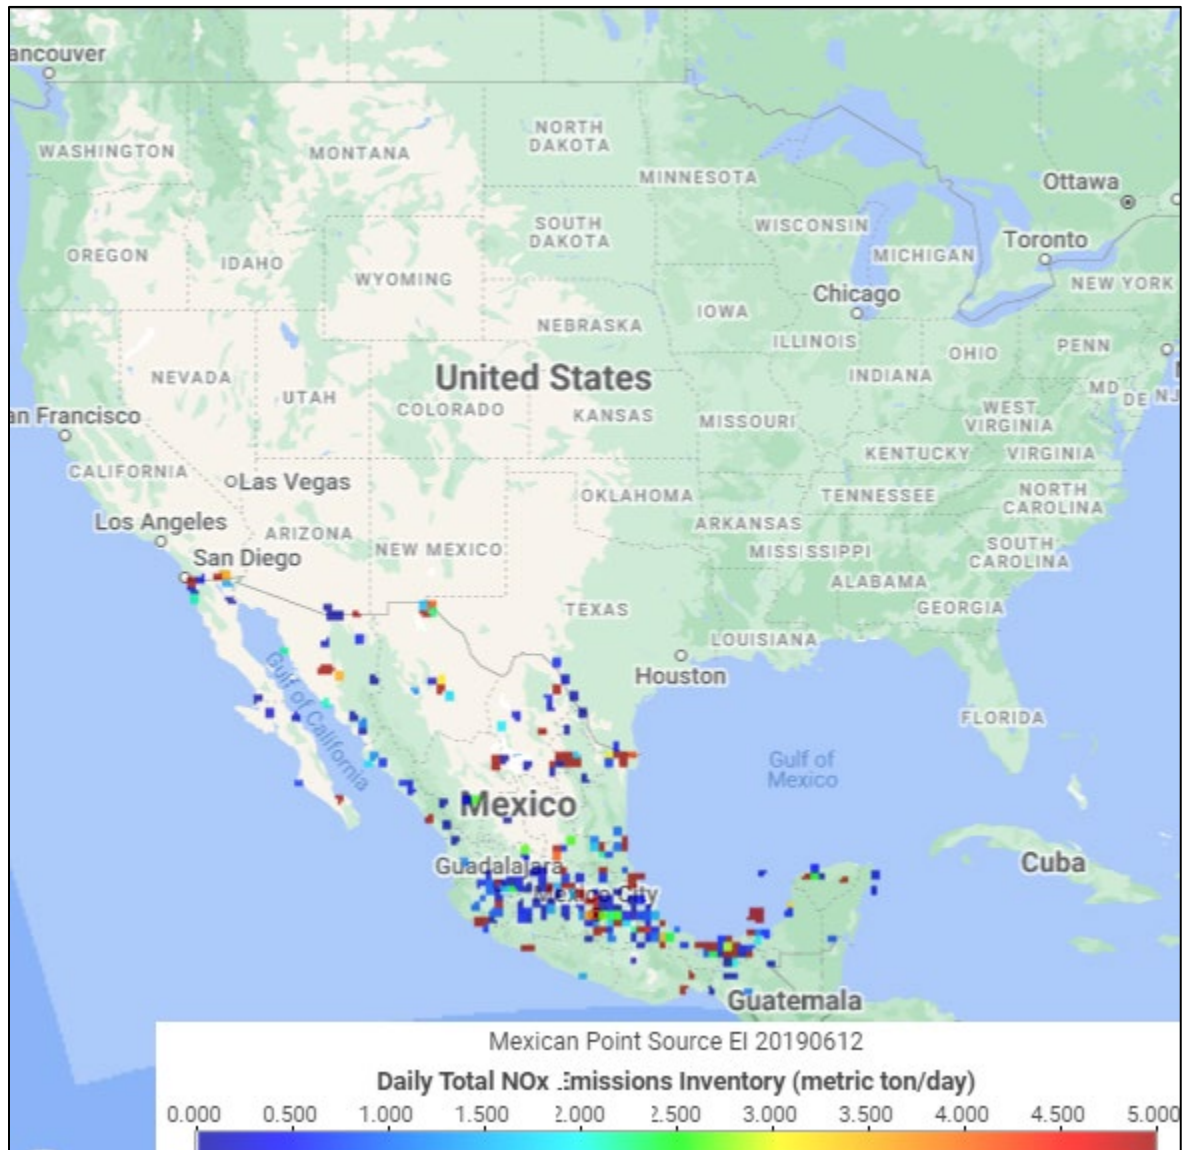 ancouver
WASHINGTON
MONTANA
NORTH
DAKOTA
MINNESOTA
Ottawa
OREGON
IDAHO
WYOMING
SOUTH
DAKOTA
WISCONSIN
MICHIGAN
Toronto
NEW YORK
Chicago
IOWA
NEBRASKA
ILLINOIS
INDIANA
OHIO
PENN
NEVADA
UTAH
United States
COLORADO
KANSAS
MISSOURI
WEST
VIRGINIA
MD
DE
NJ
an Francisco
CALIFORNIA
Las Vegas
KENTUCKY
VIRGINIA
Los Angeles
ARIZONA
NEW MEXICO
OKLAHOMA
ARKANSAS
TENNESSEE
NORTH
CAROLINA
San Diego
MISSISSIPPI
ALABAMA
SOUTH
CAROLINA
TEXAS
LOUISIANA
GEORGIA
Houston
FLORIDA
Gulf of California
Gulf of
Mexico
Mexico
Guadalajara
Mexico City
Cuba
Guatemala
Mexican Point Source EI 20190612
Daily Total NOx Emissions Inventory (metric ton/day)
0.000 0.500 1.000 1.500 2.000 2.500 3.000 3.500 4.000 4.500 5.000